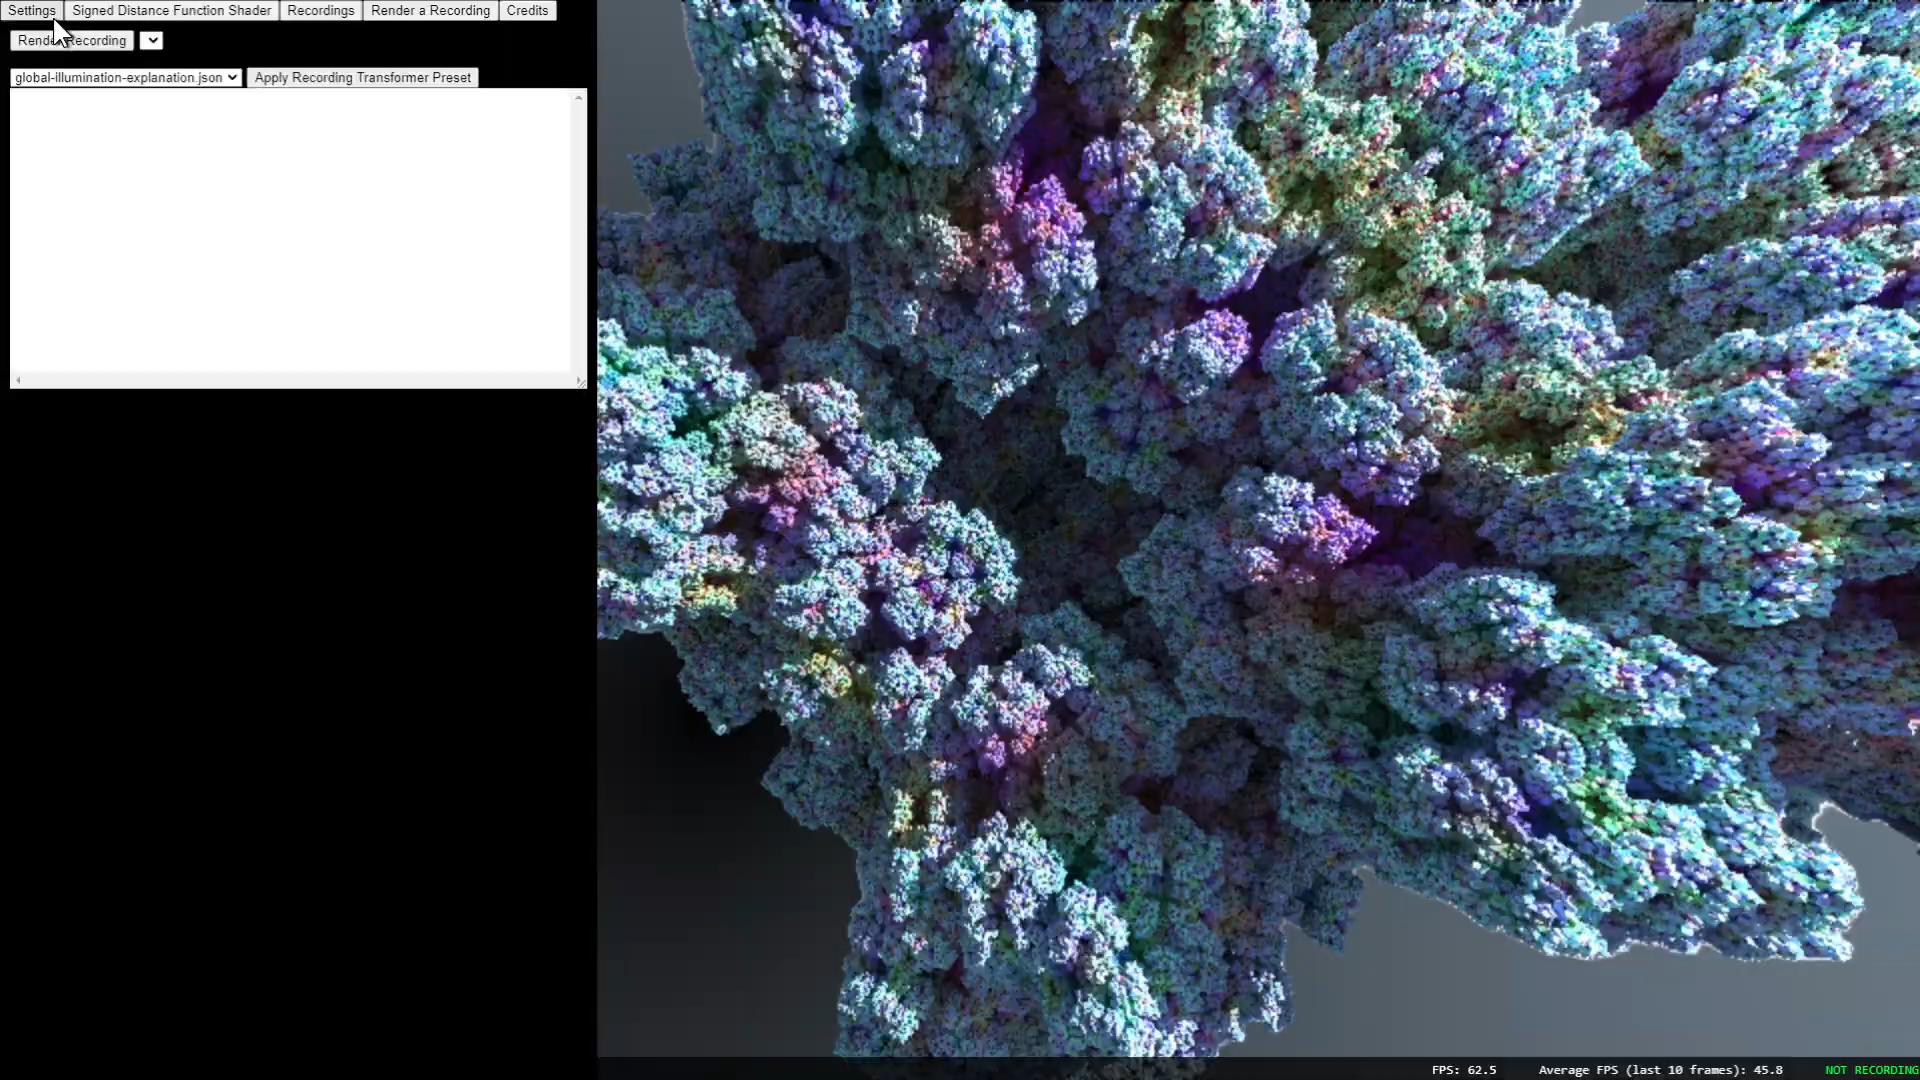 Settings Signed Distance Function Shader Recordings Render a Recording Credits
Render Recording
global-illumination-explanation.json Apply Recording Transformer Preset
FPS: 62.5 Average FPS (last 10 frames): 45.8 NOT RECORDING